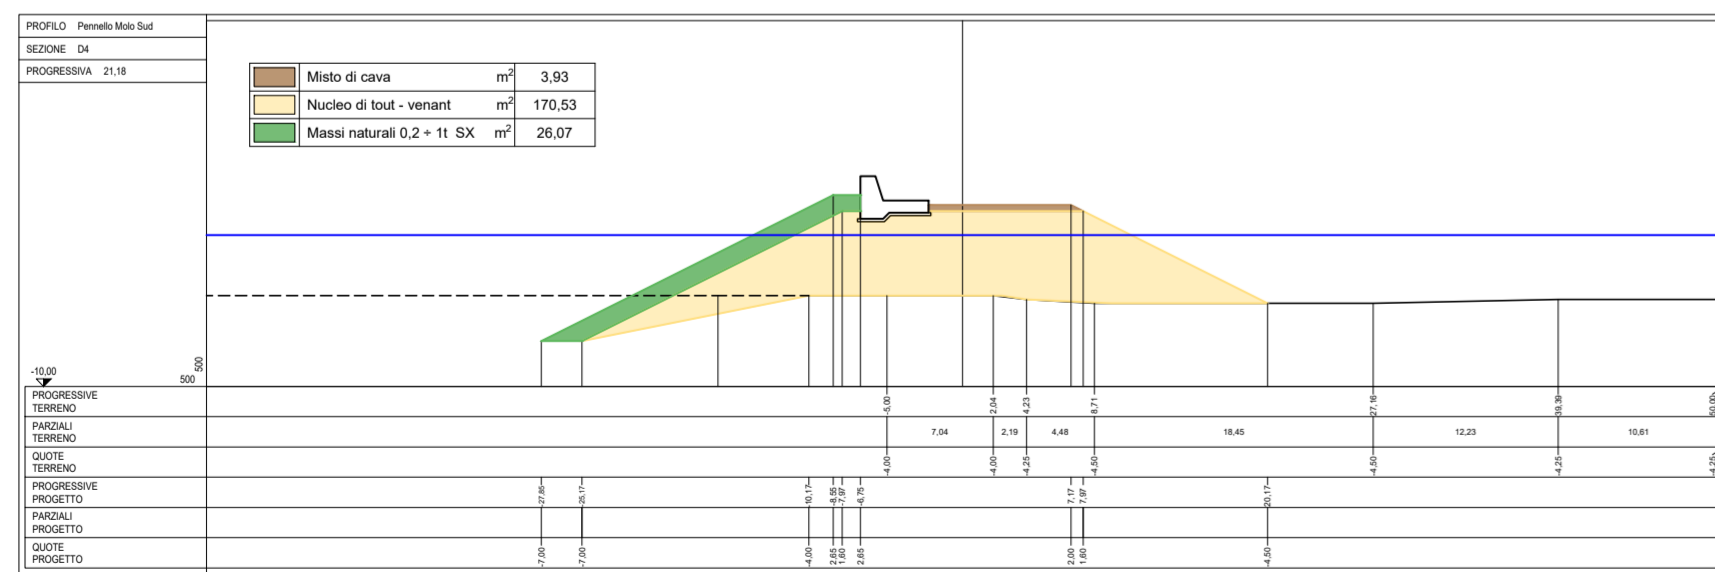 PROFILO Pennello Molo Sud
SEZIONE D4
PROGRESSIVA 21,18
Misto di cava m² 3,93
Nucleo di tout - venant m² 170,53
Massi naturali 0,2 ÷ 1t SX m² 26,07
-10,00
500
500
PROGRESSIVE
TERRENO
-5,00 2,04 4,23 8,71 27,16 39,39 50,00
PARZIALI
TERRENO
7,04 2,19 4,48 18,45 12,23 10,61
QUOTE
TERRENO
-4,00 -4,00 -4,25 -4,50 -4,50 -4,25 -4,25
PROGRESSIVE
PROGETTO
-27,85 -25,17 -10,17 -8,55 -7,97 -6,75 7,17 7,97 20,17
PARZIALI
PROGETTO
QUOTE
PROGETTO
-7,00 -7,00 -4,00 2,65 1,60 2,65 2,00 1,60 -4,50